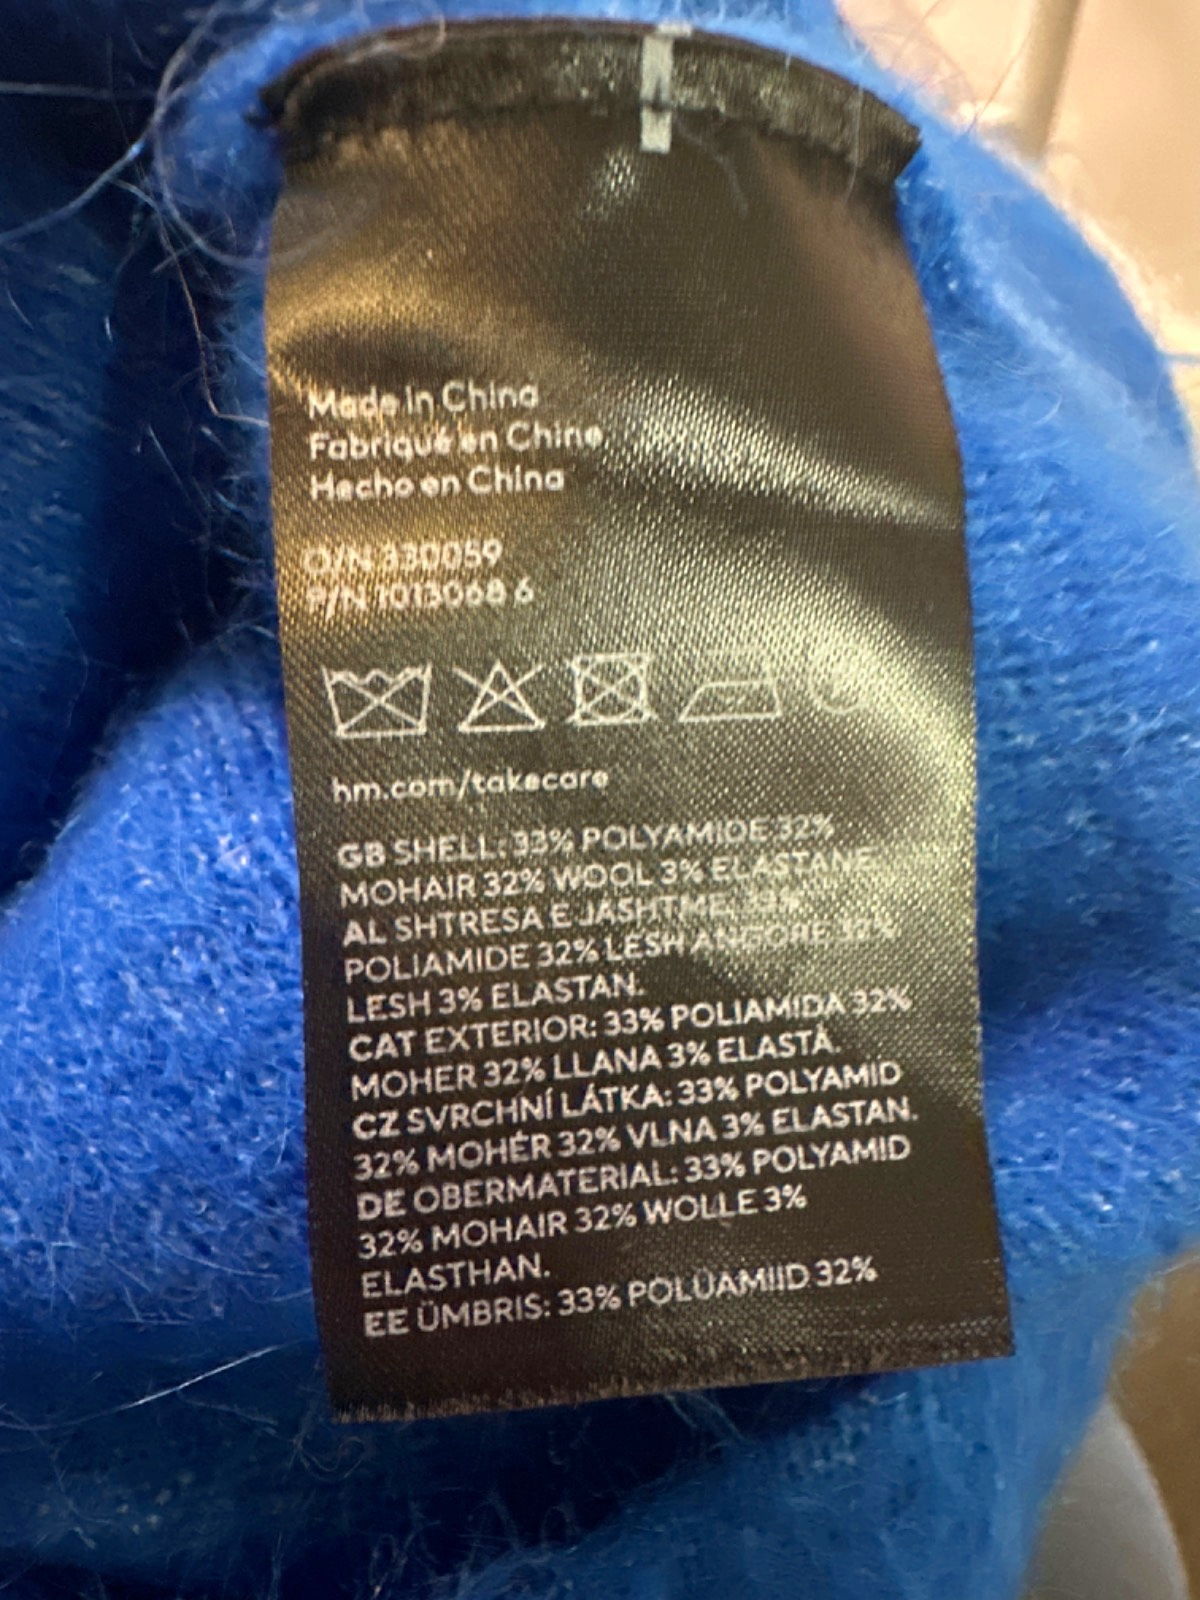 Made in China
Fabriqué en Chine
Hecho en China
O/N 330059
P/N 1013068 6
hm.com/takecare
GB SHELL: 33% POLYAMIDE 32%
MOHAIR 32% WOOL 3% ELASTANE.
AL SHTRESA E JASHTME: 33%
POLIAMIDE 32% LESH ANGORE 32%
LESH 3% ELASTAN.
CAT EXTERIOR: 33% POLIAMIDA 32%
MOHER 32% LLANA 3% ELASTÀ.
CZ SVRCHNÍ LÁTKA: 33% POLYAMID
32% MOHÉR 32% VLNA 3% ELASTAN.
DE OBERMATERIAL: 33% POLYAMID
32% MOHAIR 32% WOLLE 3%
ELASTHAN.
EE ÜMBRIS: 33% POLÜAMIID 32%